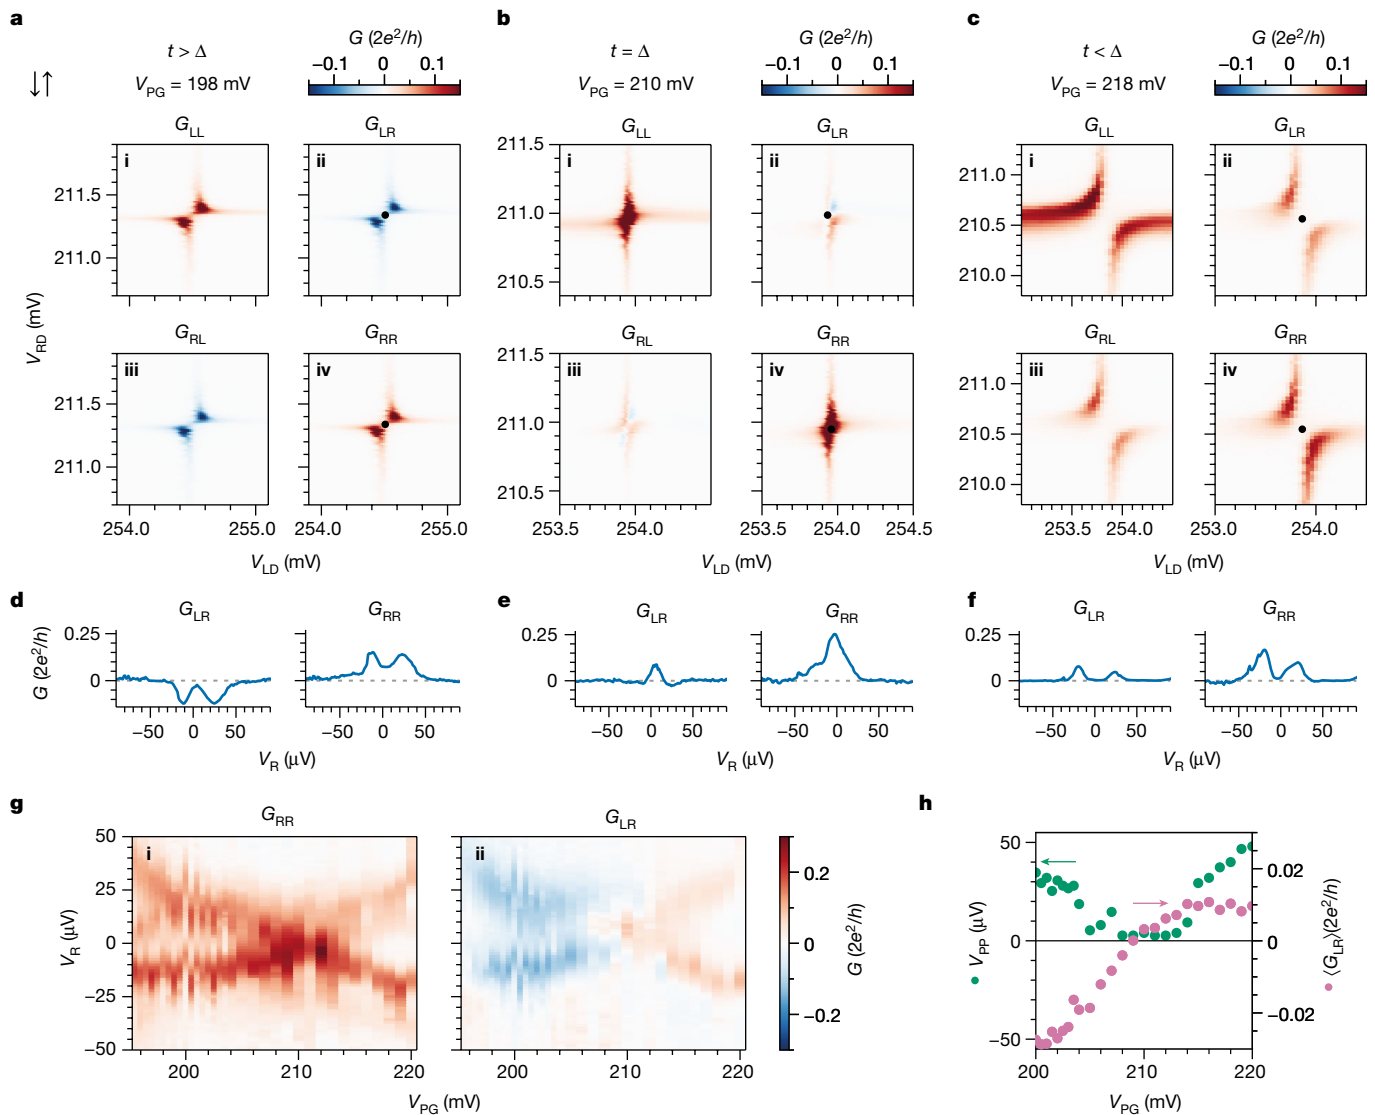 a
t > Δ
V_PG = 198 mV
G (2e²/h)
−0.1 0 0.1
↓↑
b
t = Δ
V_PG = 210 mV
G (2e²/h)
−0.1 0 0.1
c
t < Δ
V_PG = 218 mV
G (2e²/h)
−0.1 0 0.1
G_LL
i
211.5
211.0
G_LR
ii
G_LL
i
211.5
211.0
210.5
G_LR
ii
G_LL
i
211.0
210.5
210.0
G_LR
ii
V_RD (mV)
G_RL
iii
211.5
211.0
254.0 255.0
G_RR
iv
254.0 255.0
V_LD (mV)
G_RL
iii
211.5
211.0
210.5
253.5 254.0
G_RR
iv
253.5 254.0 254.5
V_LD (mV)
G_RL
iii
211.0
210.5
210.0
253.5 254.0
G_RR
iv
253.0 254.0
V_LD (mV)
d
G_LR
G_RR
G (2e²/h)
0.25
0
−50 0 50
−50 0 50
V_R (μV)
e
G_LR
G_RR
0.25
0
−50 0 50
−50 0 50
V_R (μV)
f
G_LR
G_RR
0.25
0
−50 0 50
−50 0 50
V_R (μV)
g
G_RR
i
V_R (μV)
50
25
0
−25
−50
200 210 220
G_LR
ii
200 210 220
V_PG (mV)
0.2
0
−0.2
G (2e²/h)
h
V_PP (μV)
50
0
−50
0.02
0
−0.02
⟨G_LR⟩(2e²/h)
200 210 220
V_PG (mV)